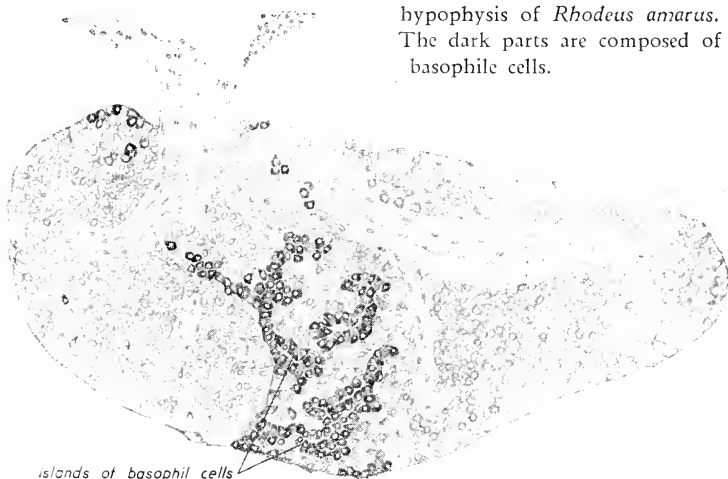 hypophysis of Rhodeus amarus.
The dark parts are composed of
basophile cells.
islands of basophil cells